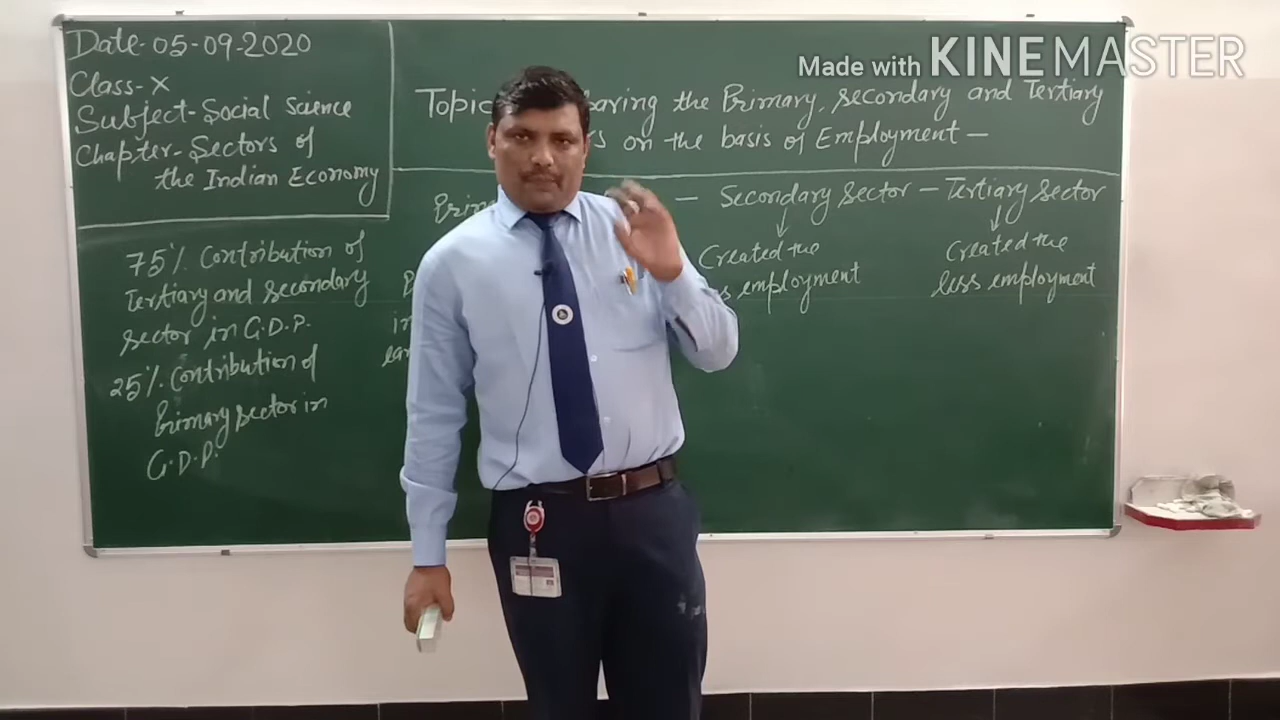 Made with KINEMASTER
Date-05-09-2020
Class-X
Subject-Social Science
Chapter-Sectors of
the Indian Economy
Topic paring the Primary, Secondary and Tertiary
s on the basis of Employment-
- Secondary Sector - Tertiary Sector
Created the
s employment
Created the
less employment
75% Contribution of
Tertiary and Secondary
Sector in G.D.P.
25% Contribution of
Primary Sector in
G.D.P.